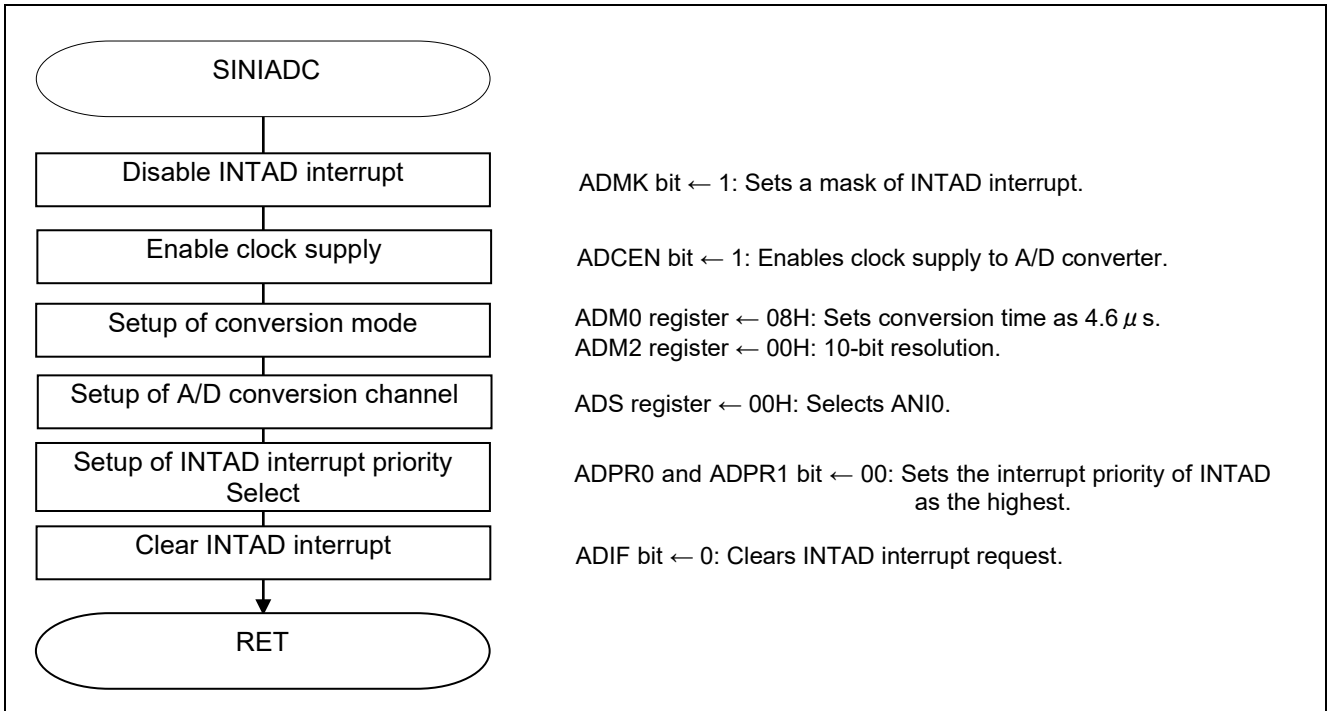 SINIADC
Disable INTAD interrupt
ADMK bit ← 1: Sets a mask of INTAD interrupt.
Enable clock supply
ADCEN bit ← 1: Enables clock supply to A/D converter.
Setup of conversion mode
ADM0 register ← 08H: Sets conversion time as 4.6 μ s.
ADM2 register ← 00H: 10-bit resolution.
Setup of A/D conversion channel
ADS register ← 00H: Selects ANI0.
Setup of INTAD interrupt priority
Select
ADPR0 and ADPR1 bit ← 00: Sets the interrupt priority of INTAD
as the highest.
Clear INTAD interrupt
ADIF bit ← 0: Clears INTAD interrupt request.
RET